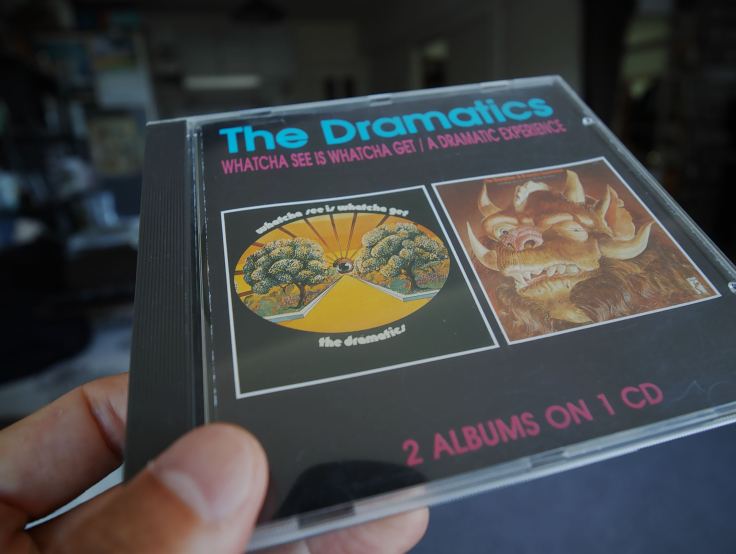 The Dramatics
WHATCHA SEE IS WHATCHA GET / A DRAMATIC EXPERIENCE
whatcha see is whatcha get
the dramatics
2 ALBUMS ON 1 CD